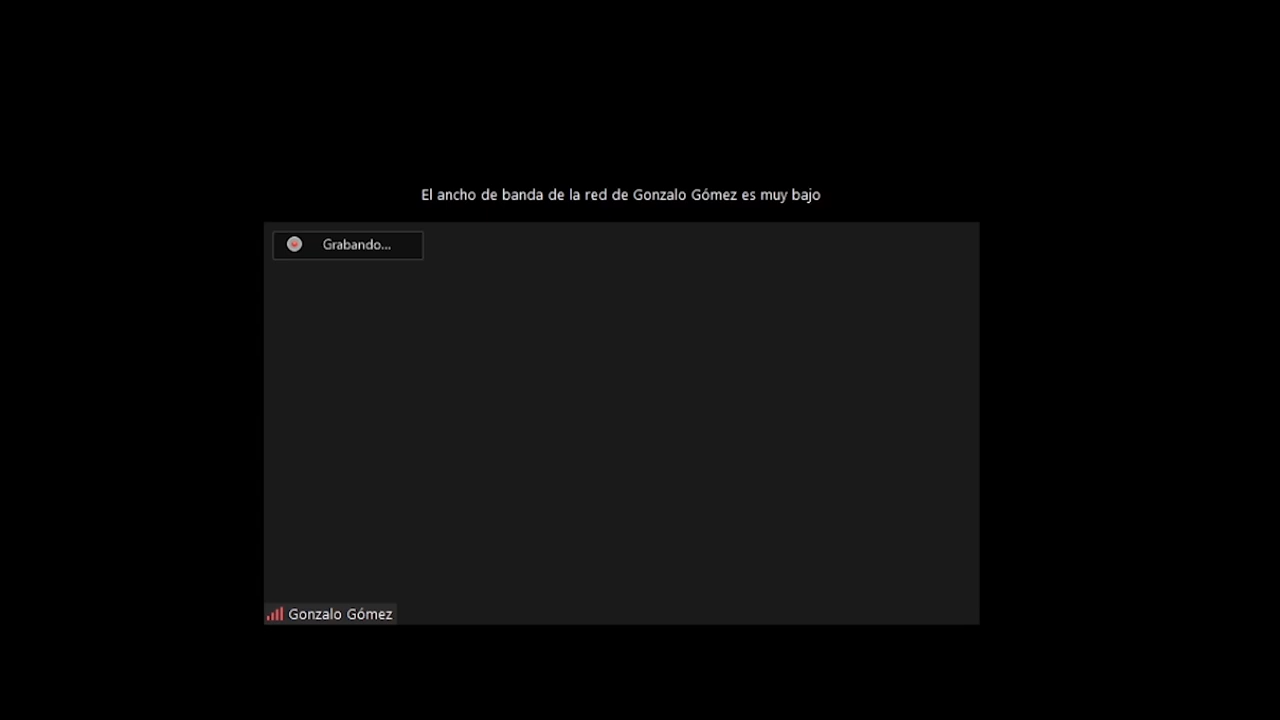 El ancho de banda de la red de Gonzalo Gómez es muy bajo
Grabando...
Gonzalo Gómez